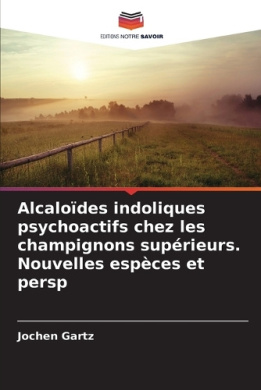 EDITIONS NOTRE SAVOIR
Alcaloïdes indoliques
psychoactifs chez les
champignons supérieurs.
Nouvelles espèces et
persp
Jochen Gartz